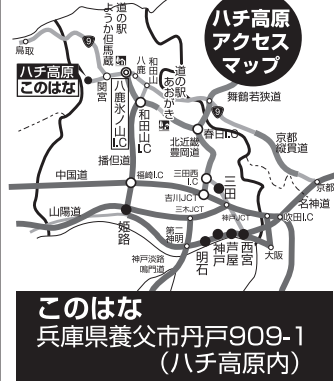 ハチ高原
アクセス
マップ
道の駅
ようか但馬蔵
9
鳥取
ハチ高原
このはな
関宮
八鹿氷ノ山I.C
八鹿
和田山
和田山I.C
道の駅
あおがき
舞鶴若狭道
9
春日I.C
北近畿
豊岡道
京都
縦貫道
播但道
中国道
福崎I.C
三田西
I.C
三田
吉川JCT
京都
名神道
山陽道
三木JCT
神戸JCT
吹田I.C
姫路
第二
神明
明石
神戸
芦屋
西宮
大阪
神戸淡路
鳴門道
このはな
兵庫県養父市丹戸909-1
(ハチ高原内)